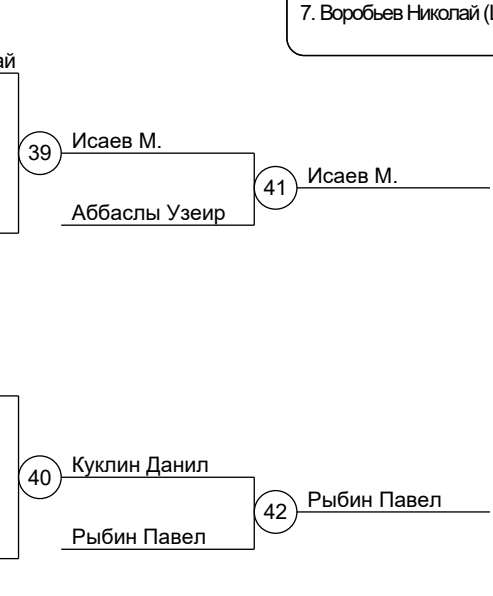 7. Воробьев Николай
39
Исаев М.
41
Исаев М.
Аббаслы Узеир
40
Куклин Данил
42
Рыбин Павел
Рыбин Павел